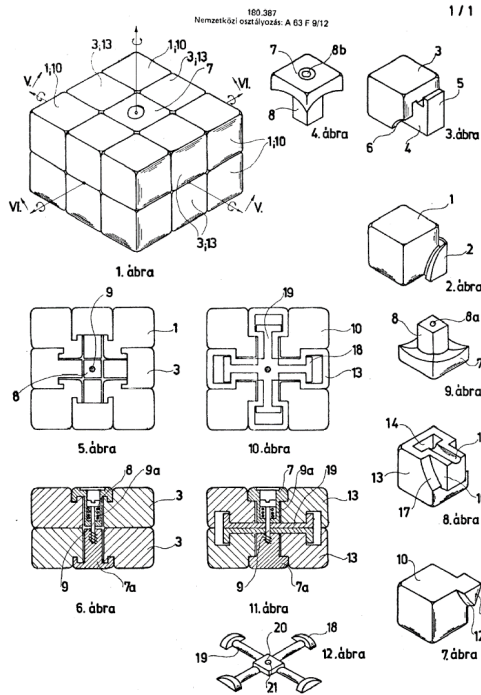 180.387
Nemzetközi osztályozás: A 63 F 9/12
1 / 1
1;10
3;13
1;10
3;13
7
V.
VI.
1;10
1;10
3;13
VI.
V.
1. ábra
7
8b
8
4. ábra
3
5
6
4
3. ábra
1
2
2. ábra
9
1
3
8
5. ábra
19
10
18
13
10. ábra
8
8a
7
9. ábra
14
13
17
8. ábra
8
9a
3
3
9
7a
6. ábra
7
9a
19
13
13
9
7a
11. ábra
10
7. ábra
20
18
19
21
12. ábra